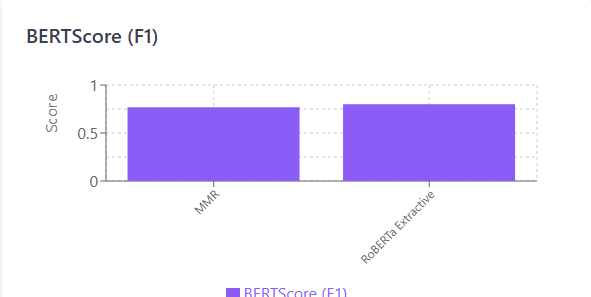 BERTScore (F1)
Score
1
0.5
0
MMR
RoBERTa Extractive
BERTScore (F1)